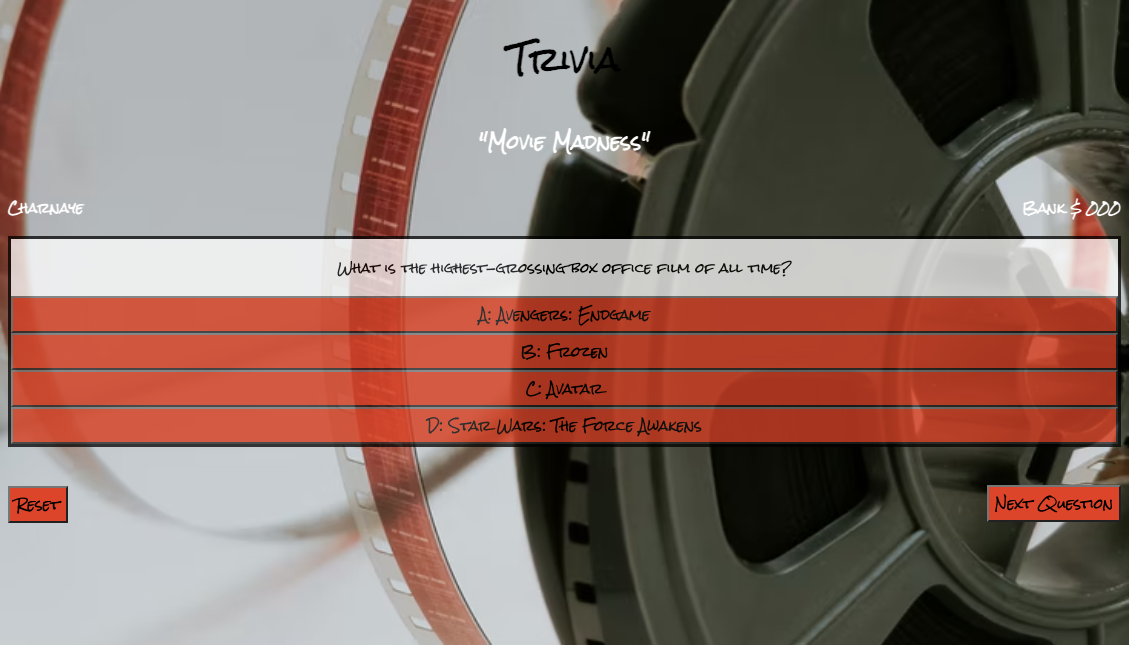 Trivia
"Movie Madness"
Charnaye
Bank $ 000
What is the highest-grossing box office film of all time?
A: Avengers: Endgame
B: Frozen
C: Avatar
D: Star Wars: The Force Awakens
Reset
Next Question